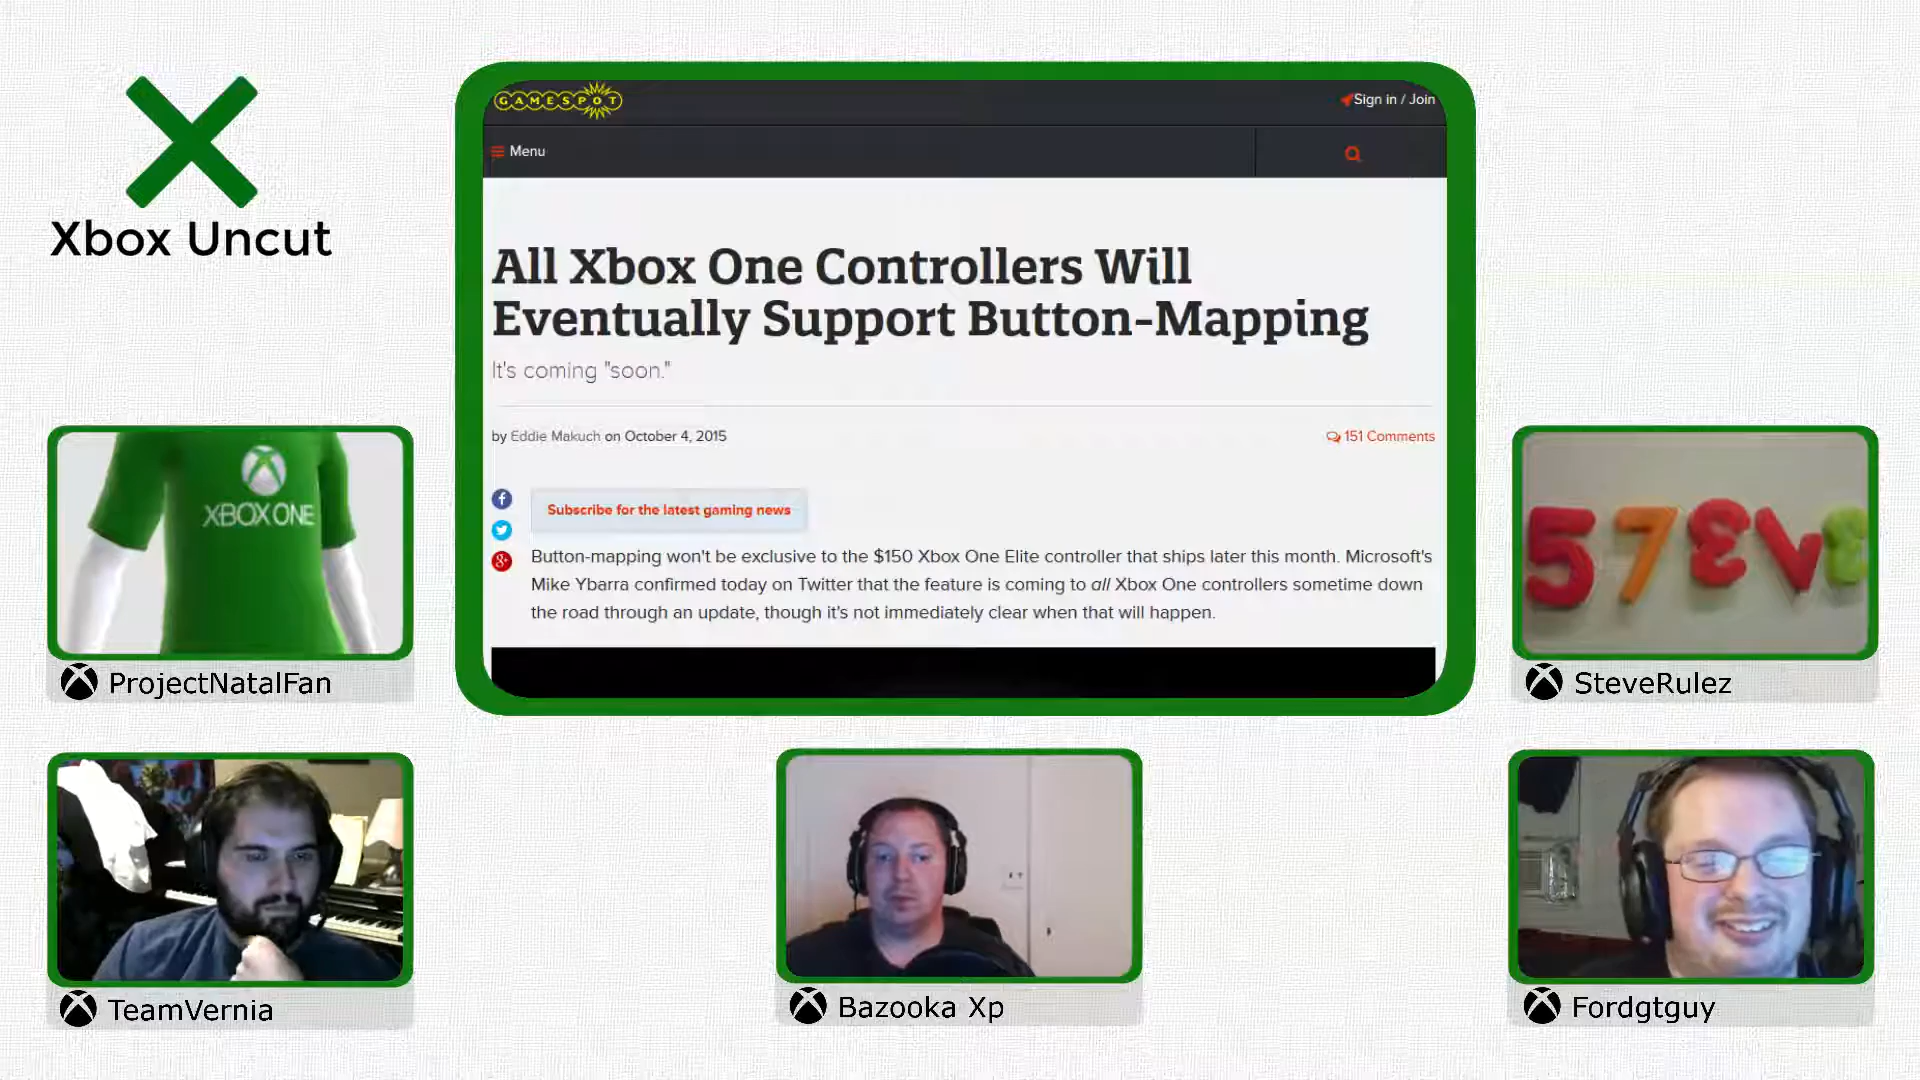 Xbox Uncut
GAMESPOT
Sign in / Join
Menu
All Xbox One Controllers Will
Eventually Support Button-Mapping
It's coming "soon."
by Eddie Makuch on October 4, 2015
151 Comments
Subscribe for the latest gaming news
Button-mapping won't be exclusive to the $150 Xbox One Elite controller that ships later this month. Microsoft's
Mike Ybarra confirmed today on Twitter that the feature is coming to all Xbox One controllers sometime down
the road through an update, though it's not immediately clear when that will happen.
XBOX ONE
ProjectNatalFan
57EVE
SteveRulez
TeamVernia
Bazooka Xp
Fordgtguy